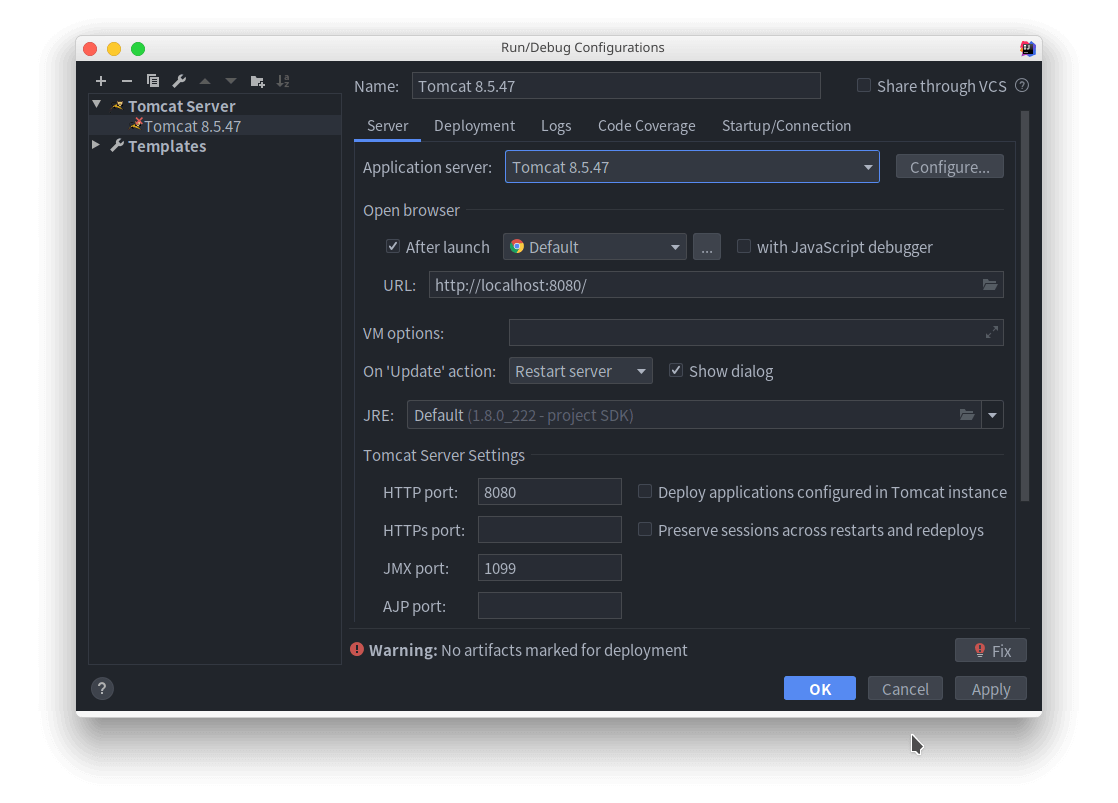 Run/Debug Configurations
Name: Tomcat 8.5.47 Share through VCS ?
Tomcat Server
Tomcat 8.5.47
Templates
Server Deployment Logs Code Coverage Startup/Connection
Application server: Tomcat 8.5.47 Configure...
Open browser
After launch Default ... with JavaScript debugger
URL: http://localhost:8080/
VM options:
On 'Update' action: Restart server Show dialog
JRE: Default (1.8.0_222 - project SDK)
Tomcat Server Settings
HTTP port: 8080 Deploy applications configured in Tomcat instance
HTTPs port: Preserve sessions across restarts and redeploys
JMX port: 1099
AJP port:
Warning: No artifacts marked for deployment Fix
? OK Cancel Apply